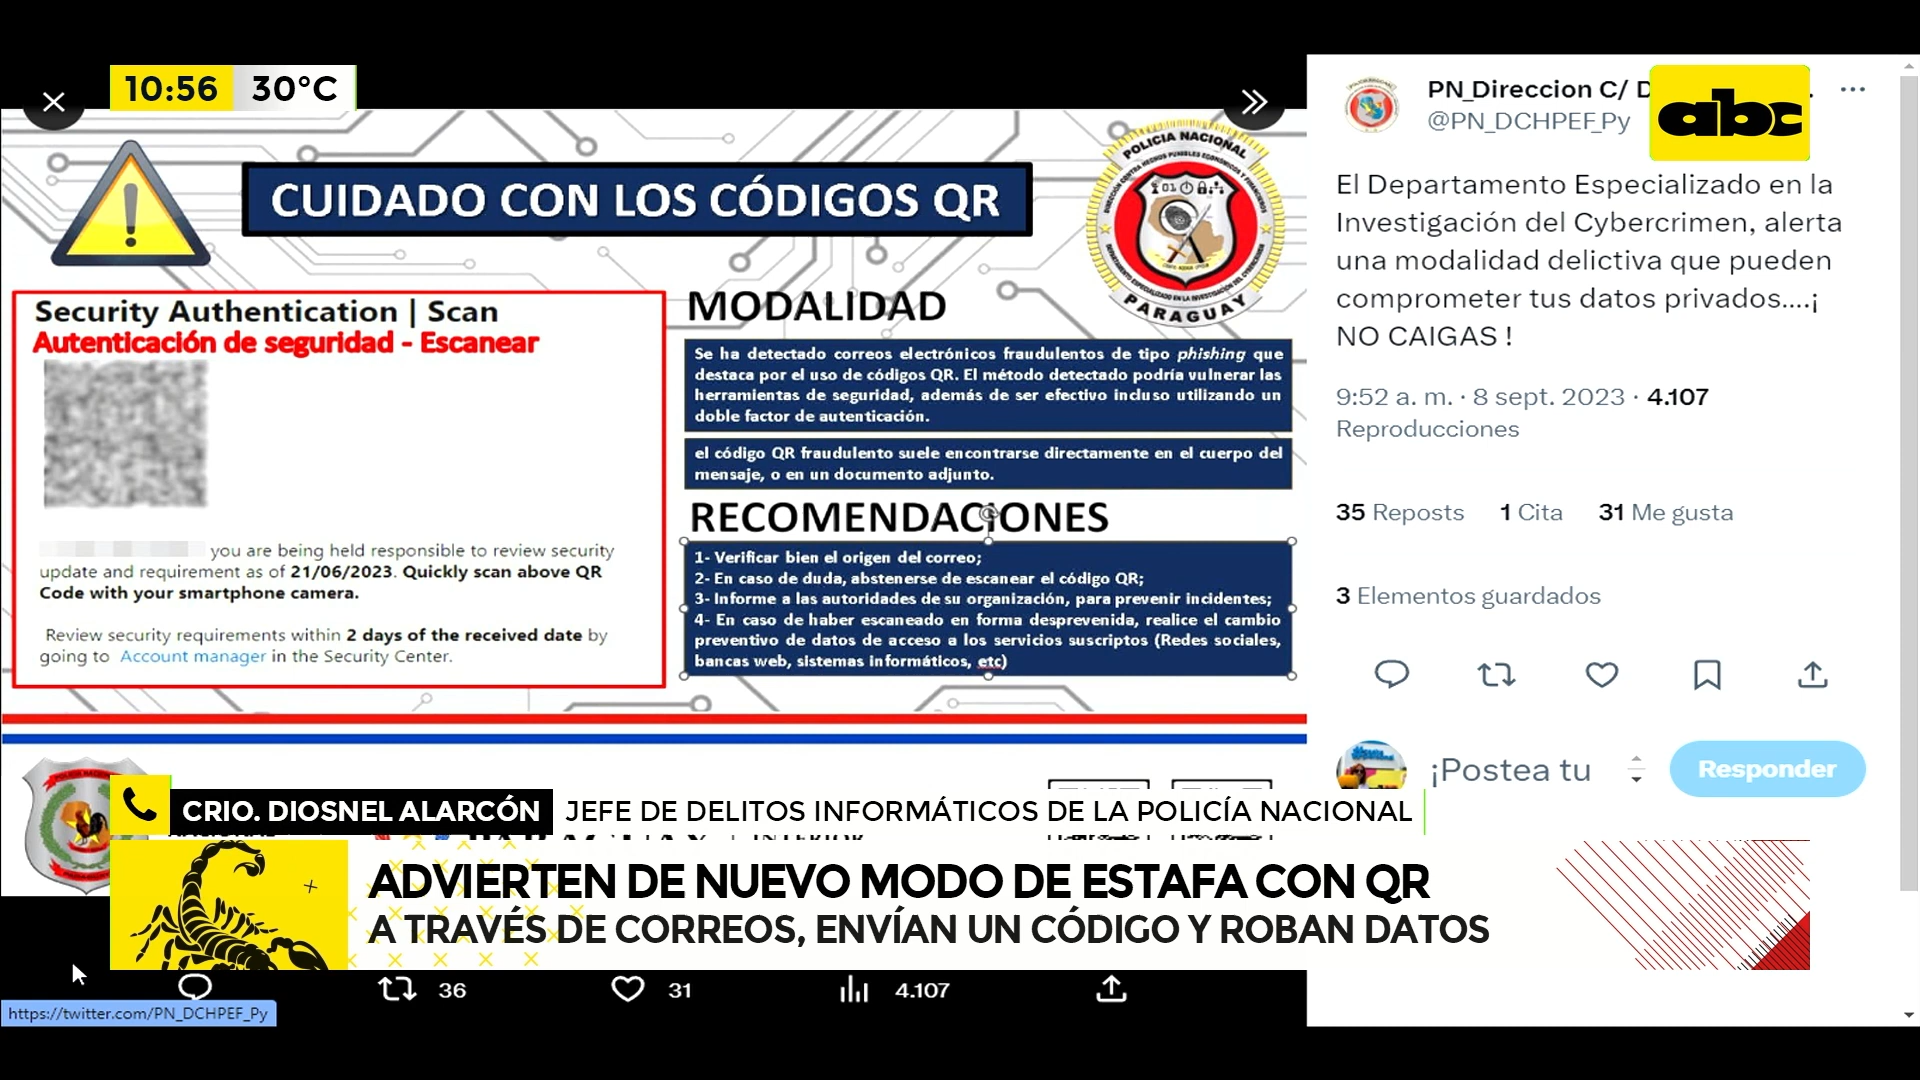 10:56 30°C
CUIDADO CON LOS CÓDIGOS QR
POLICIA NACIONAL
PARAGUAY
Security Authentication | Scan
Autenticación de seguridad - Escanear
you are being held responsible to review security
update and requirement as of 21/06/2023. Quickly scan above QR
Code with your smartphone camera.
Review security requirements within 2 days of the received date by
going to Account manager in the Security Center.
MODALIDAD
Se ha detectado correos electrónicos fraudulentos de tipo phishing que
destaca por el uso de códigos QR. El método detectado podría vulnerar las
herramientas de seguridad, además de ser efectivo incluso utilizando un
doble factor de autenticación.
el código QR fraudulento suele encontrarse directamente en el cuerpo del
mensaje, o en un documento adjunto.
RECOMENDACIONES
1- Verificar bien el origen del correo;
2- En caso de duda, abstenerse de escanear el código QR;
3- Informe a las autoridades de su organización, para prevenir incidentes;
4- En caso de haber escaneado en forma desprevenida, realice el cambio
preventivo de datos de acceso a los servicios suscriptos (Redes sociales,
bancas web, sistemas informáticos, etc)
PN_Direccion C/ D
@PN_DCHPEF_Py
abc
El Departamento Especializado en la
Investigación del Cybercrimen, alerta
una modalidad delictiva que pueden
comprometer tus datos privados....¡
NO CAIGAS !
9:52 a. m. · 8 sept. 2023 · 4.107
Reproducciones
35 Reposts 1 Cita 31 Me gusta
3 Elementos guardados
¡Postea tu
Responder
CRIO. DIOSNEL ALARCÓN JEFE DE DELITOS INFORMÁTICOS DE LA POLICÍA NACIONAL
ADVIERTEN DE NUEVO MODO DE ESTAFA CON QR
A TRAVÉS DE CORREOS, ENVÍAN UN CÓDIGO Y ROBAN DATOS
36 31 4.107
https://twitter.com/PN_DCHPEF_Py